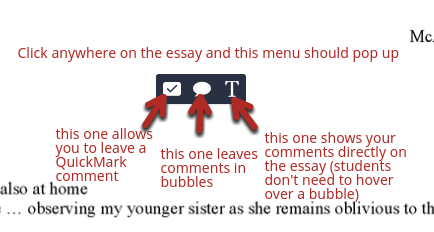 Mc.
Click anywhere on the essay and this menu should pop up
T
this one allows
you to leave a
QuickMark
comment
this one leaves
comments in
bubbles
this one shows your
comments directly on
the essay (students
don't need to hover
over a bubble)
also at home
… observing my younger sister as she remains oblivious to th